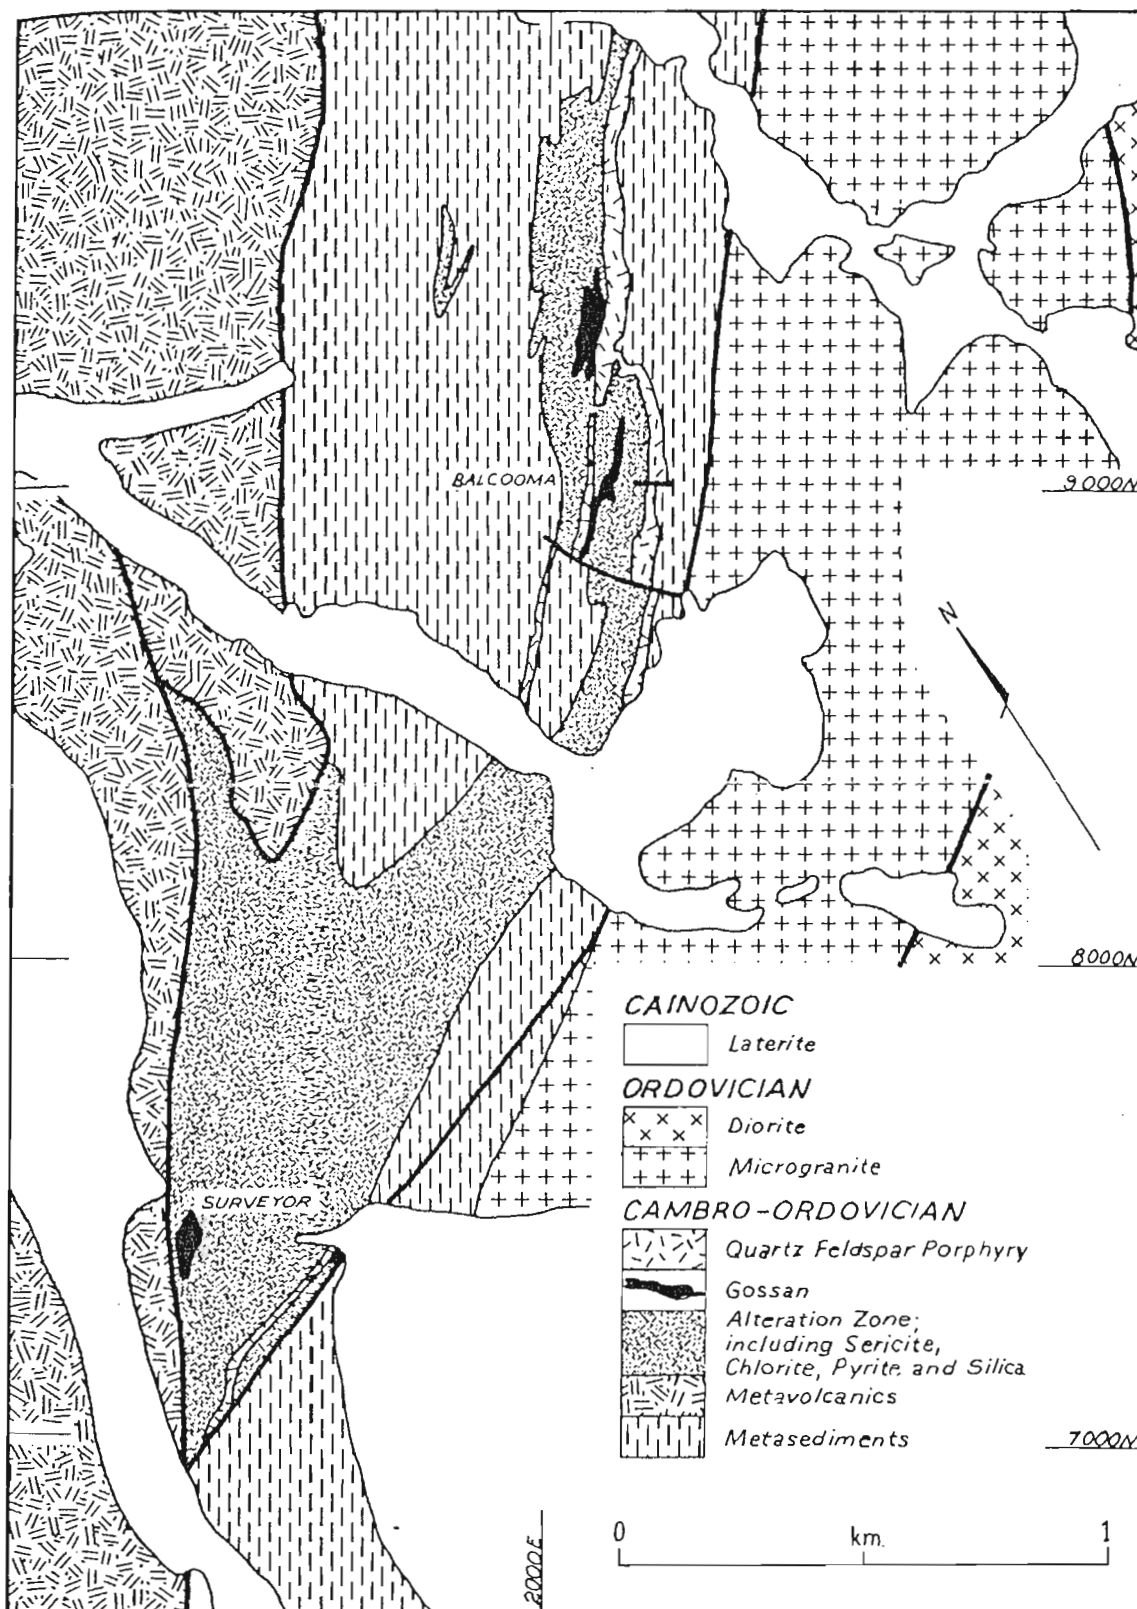 BALCOOMA
9000N
N
8000N
CAINOZOIC
Laterite
ORDOVICIAN
Diorite
Microgranite
SURVEYOR
CAMBRO-ORDOVICIAN
Quartz Feldspar Porphyry
Gossan
Alteration Zone;
including Sericite,
Chlorite, Pyrite and Silica
Metavolcanics
Metasediments
7000N
2000E
0 km. 1